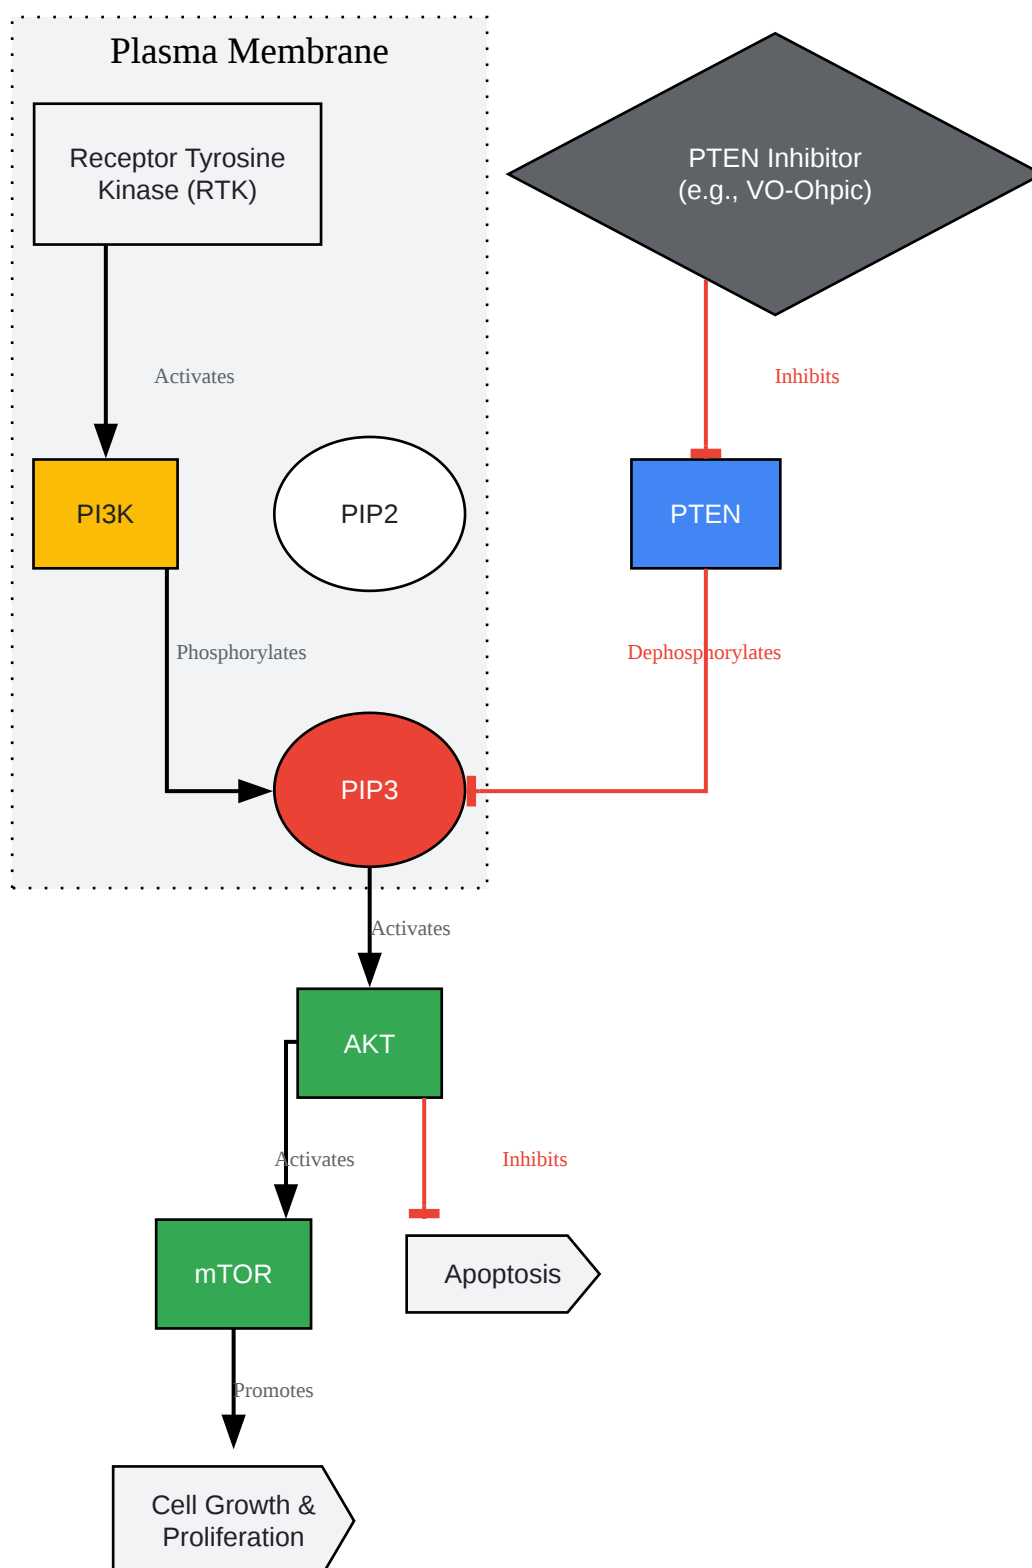 Plasma Membrane
Receptor Tyrosine
Kinase (RTK)
PTEN Inhibitor
(e.g., VO-Ohpic)
Activates
Inhibits
PI3K
PIP2
PTEN
Phosphorylates
Dephosphorylates
PIP3
Activates
AKT
Activates
Inhibits
mTOR
Apoptosis
Promotes
Cell Growth &
Proliferation